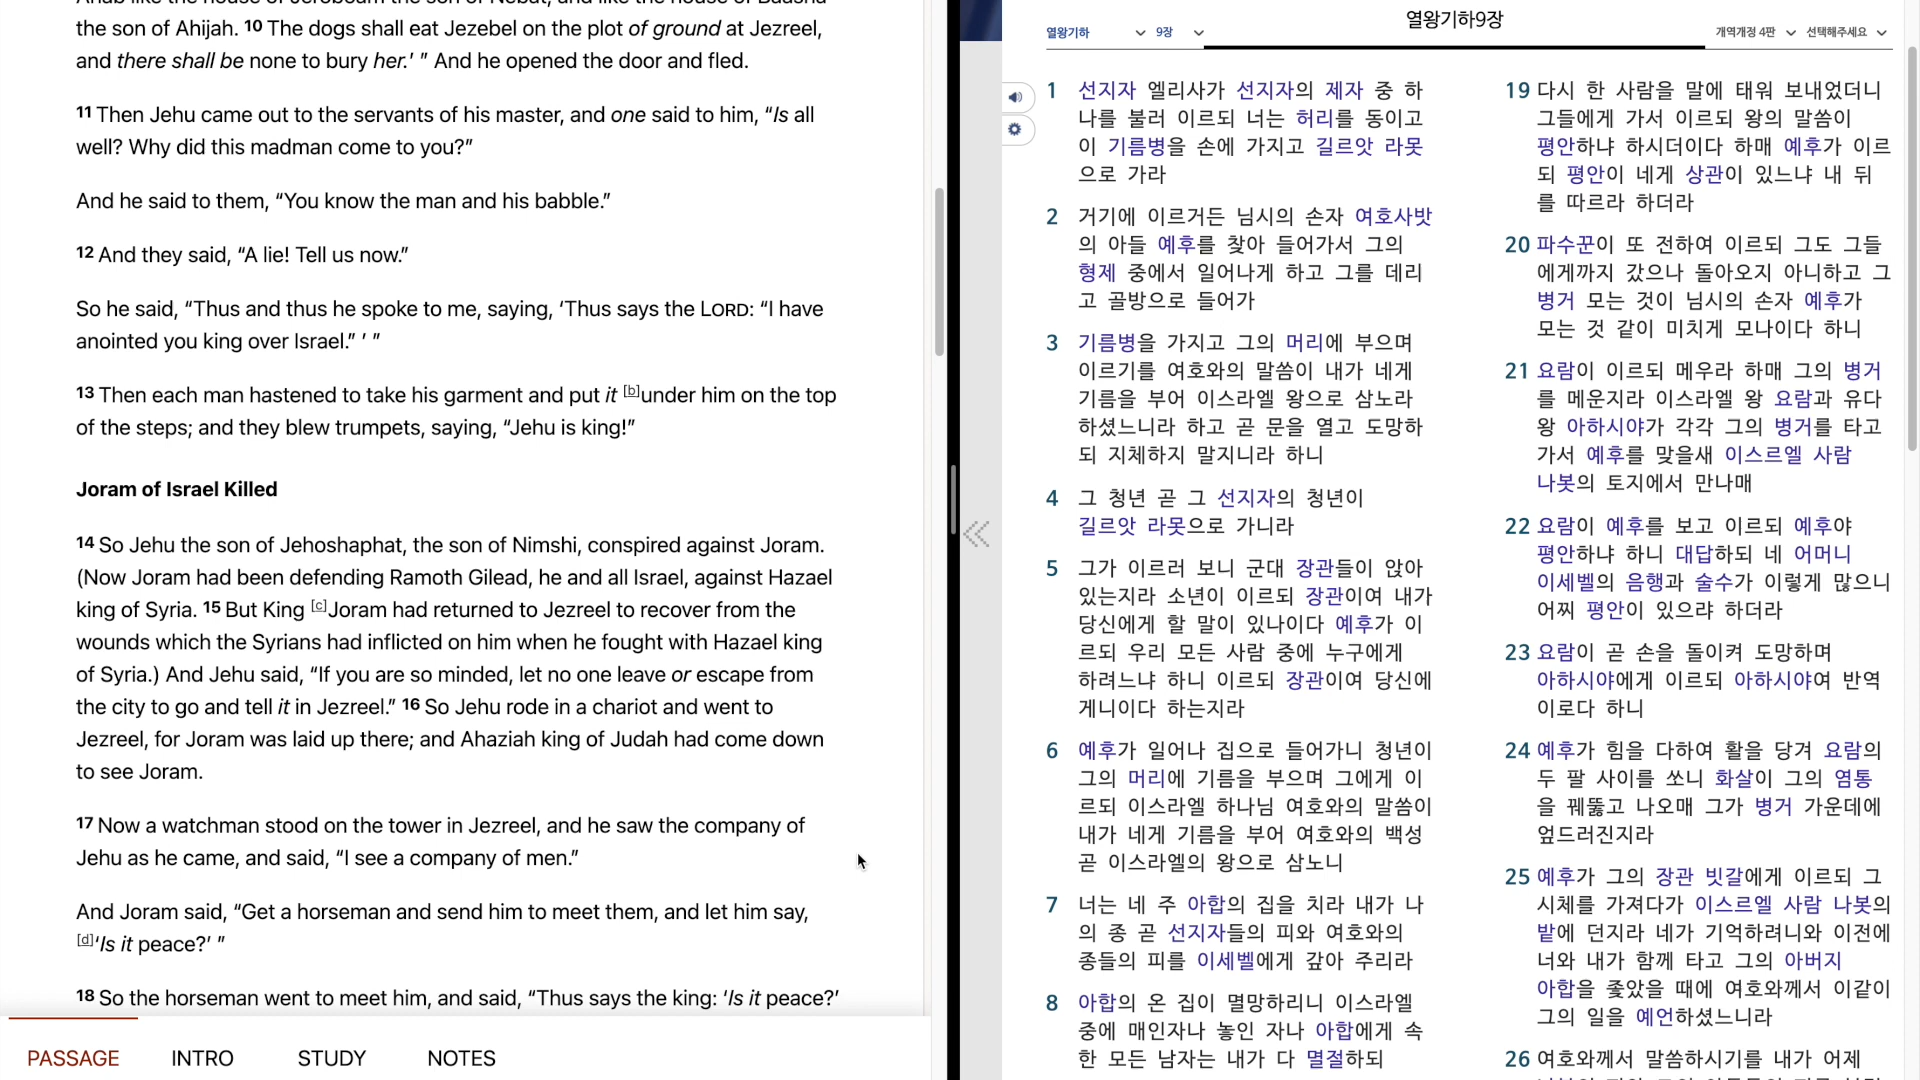 the son of Ahijah. 10 The dogs shall eat Jezebel on the plot of ground at Jezreel,
and there shall be none to bury her.’ ” And he opened the door and fled.
11 Then Jehu came out to the servants of his master, and one said to him, “Is all
well? Why did this madman come to you?”
And he said to them, “You know the man and his babble.”
12 And they said, “A lie! Tell us now.”
So he said, “Thus and thus he spoke to me, saying, ‘Thus says the LORD: “I have
anointed you king over Israel.” ’ ”
13 Then each man hastened to take his garment and put it [b]under him on the top
of the steps; and they blew trumpets, saying, “Jehu is king!”
Joram of Israel Killed
14 So Jehu the son of Jehoshaphat, the son of Nimshi, conspired against Joram.
(Now Joram had been defending Ramoth Gilead, he and all Israel, against Hazael
king of Syria. 15 But King [c]Joram had returned to Jezreel to recover from the
wounds which the Syrians had inflicted on him when he fought with Hazael king
of Syria.) And Jehu said, “If you are so minded, let no one leave or escape from
the city to go and tell it in Jezreel.” 16 So Jehu rode in a chariot and went to
Jezreel, for Joram was laid up there; and Ahaziah king of Judah had come down
to see Joram.
17 Now a watchman stood on the tower in Jezreel, and he saw the company of
Jehu as he came, and said, “I see a company of men.”
And Joram said, “Get a horseman and send him to meet them, and let him say,
[d]‘Is it peace?’ ”
18 So the horseman went to meet him, and said, “Thus says the king: ‘Is it peace?’
PASSAGE INTRO STUDY NOTES
열왕기하9장
열왕기하 9장 개역개정 4판 선택해주세요
1 선지자 엘리사가 선지자의 제자 중 하
나를 불러 이르되 너는 허리를 동이고
이 기름병을 손에 가지고 길르앗 라못
으로 가라
2 거기에 이르거든 님시의 손자 여호사밧
의 아들 예후를 찾아 들어가서 그의
형제 중에서 일어나게 하고 그를 데리
고 골방으로 들어가
3 기름병을 가지고 그의 머리에 부으며
이르기를 여호와의 말씀이 내가 네게
기름을 부어 이스라엘 왕으로 삼노라
하셨느니라 하고 곧 문을 열고 도망하
되 지체하지 말지니라 하니
4 그 청년 곧 그 선지자의 청년이
길르앗 라못으로 가니라
5 그가 이르러 보니 군대 장관들이 앉아
있는지라 소년이 이르되 장관이여 내가
당신에게 할 말이 있나이다 예후가 이
르되 우리 모든 사람 중에 누구에게
하려느냐 하니 이르되 장관이여 당신에
게니이다 하는지라
6 예후가 일어나 집으로 들어가니 청년이
그의 머리에 기름을 부으며 그에게 이
르되 이스라엘 하나님 여호와의 말씀이
내가 네게 기름을 부어 여호와의 백성
곧 이스라엘의 왕으로 삼노니
7 너는 네 주 아합의 집을 치라 내가 나
의 종 곧 선지자들의 피와 여호와의
종들의 피를 이세벨에게 갚아 주리라
8 아합의 온 집이 멸망하리니 이스라엘
중에 매인자나 놓인 자나 아합에게 속
한 모든 남자는 내가 다 멸절하되
19 다시 한 사람을 말에 태워 보내었더니
그들에게 가서 이르되 왕의 말씀이
평안하냐 하시더이다 하매 예후가 이르
되 평안이 네게 상관이 있느냐 내 뒤
를 따르라 하더라
20 파수꾼이 또 전하여 이르되 그도 그들
에게까지 갔으나 돌아오지 아니하고 그
병거 모는 것이 님시의 손자 예후가
모는 것 같이 미치게 모나이다 하니
21 요람이 이르되 메우라 하매 그의 병거
를 메운지라 이스라엘 왕 요람과 유다
왕 아하시야가 각각 그의 병거를 타고
가서 예후를 맞을새 이스르엘 사람
나봇의 토지에서 만나매
22 요람이 예후를 보고 이르되 예후야
평안하냐 하니 대답하되 네 어머니
이세벨의 음행과 술수가 이렇게 많으니
어찌 평안이 있으랴 하더라
23 요람이 곧 손을 돌이켜 도망하며
아하시야에게 이르되 아하시야여 반역
이로다 하니
24 예후가 힘을 다하여 활을 당겨 요람의
두 팔 사이를 쏘니 화살이 그의 염통
을 꿰뚫고 나오매 그가 병거 가운데에
엎드러진지라
25 예후가 그의 장관 빗갈에게 이르되 그
시체를 가져다가 이스르엘 사람 나봇의
밭에 던지라 네가 기억하려니와 이전에
너와 내가 함께 타고 그의 아버지
아합을 좇았을 때에 여호와께서 이같이
그의 일을 예언하셨느니라
26 여호와께서 말씀하시기를 내가 어제